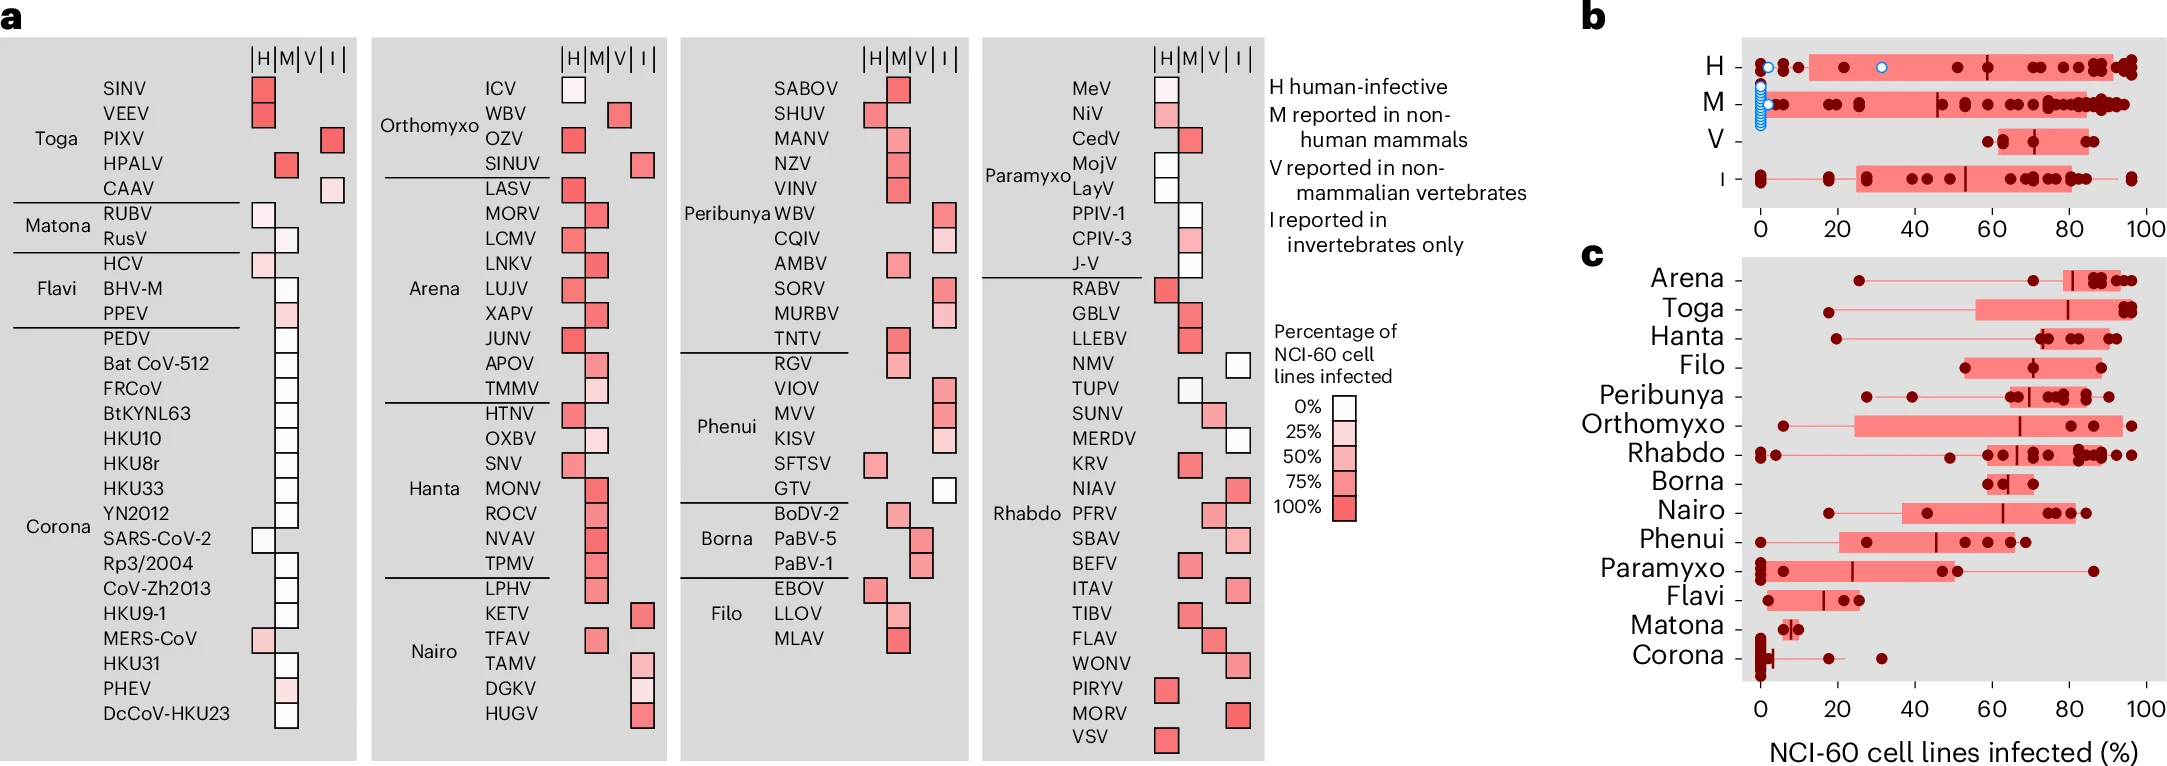 a
H M V I
Toga
SINV
VEEV
PIXV
HPALV
CAAV
Matona
RUBV
RusV
Flavi
HCV
BHV-M
PPEV
Corona
PEDV
Bat CoV-512
FRCoV
BtKYNL63
HKU10
HKU8r
HKU33
YN2012
SARS-CoV-2
Rp3/2004
CoV-Zh2013
HKU9-1
MERS-CoV
HKU31
PHEV
DcCoV-HKU23
H M V I
Orthomyxo
ICV
WBV
OZV
SINUV
Arena
LASV
MORV
LCMV
LNKV
LUJV
XAPV
JUNV
APOV
TMMV
Hanta
HTNV
OXBV
SNV
MONV
ROCV
NVAV
TPMV
Nairo
LPHV
KETV
TFAV
TAMV
DGKV
HUGV
H M V I
Peribunya
SABOV
SHUV
MANV
NZV
VINV
WBV
CQIV
AMBV
SORV
MURBV
TNTV
Phenui
RGV
VIOV
MVV
KISV
SFTSV
GTV
Borna
BoDV-2
PaBV-5
PaBV-1
Filo
EBOV
LLOV
MLAV
H M V I
Paramyxo
MeV
NiV
CedV
MojV
LayV
PPIV-1
CPIV-3
J-V
Rhabdo
RABV
GBLV
LLEBV
NMV
TUPV
SUNV
MERDV
KRV
NIAV
PFRV
SBAV
BEFV
ITAV
TIBV
FLAV
WONV
PIRYV
MORV
VSV
H human-infective
M reported in non-
human mammals
V reported in non-
mammalian vertebrates
I reported in
invertebrates only
Percentage of
NCI-60 cell
lines infected
0%
25%
50%
75%
100%
b
H
M
V
I
0 20 40 60 80 100
c
Arena
Toga
Hanta
Filo
Peribunya
Orthomyxo
Rhabdo
Borna
Nairo
Phenui
Paramyxo
Flavi
Matona
Corona
0 20 40 60 80 100
NCI-60 cell lines infected (%)